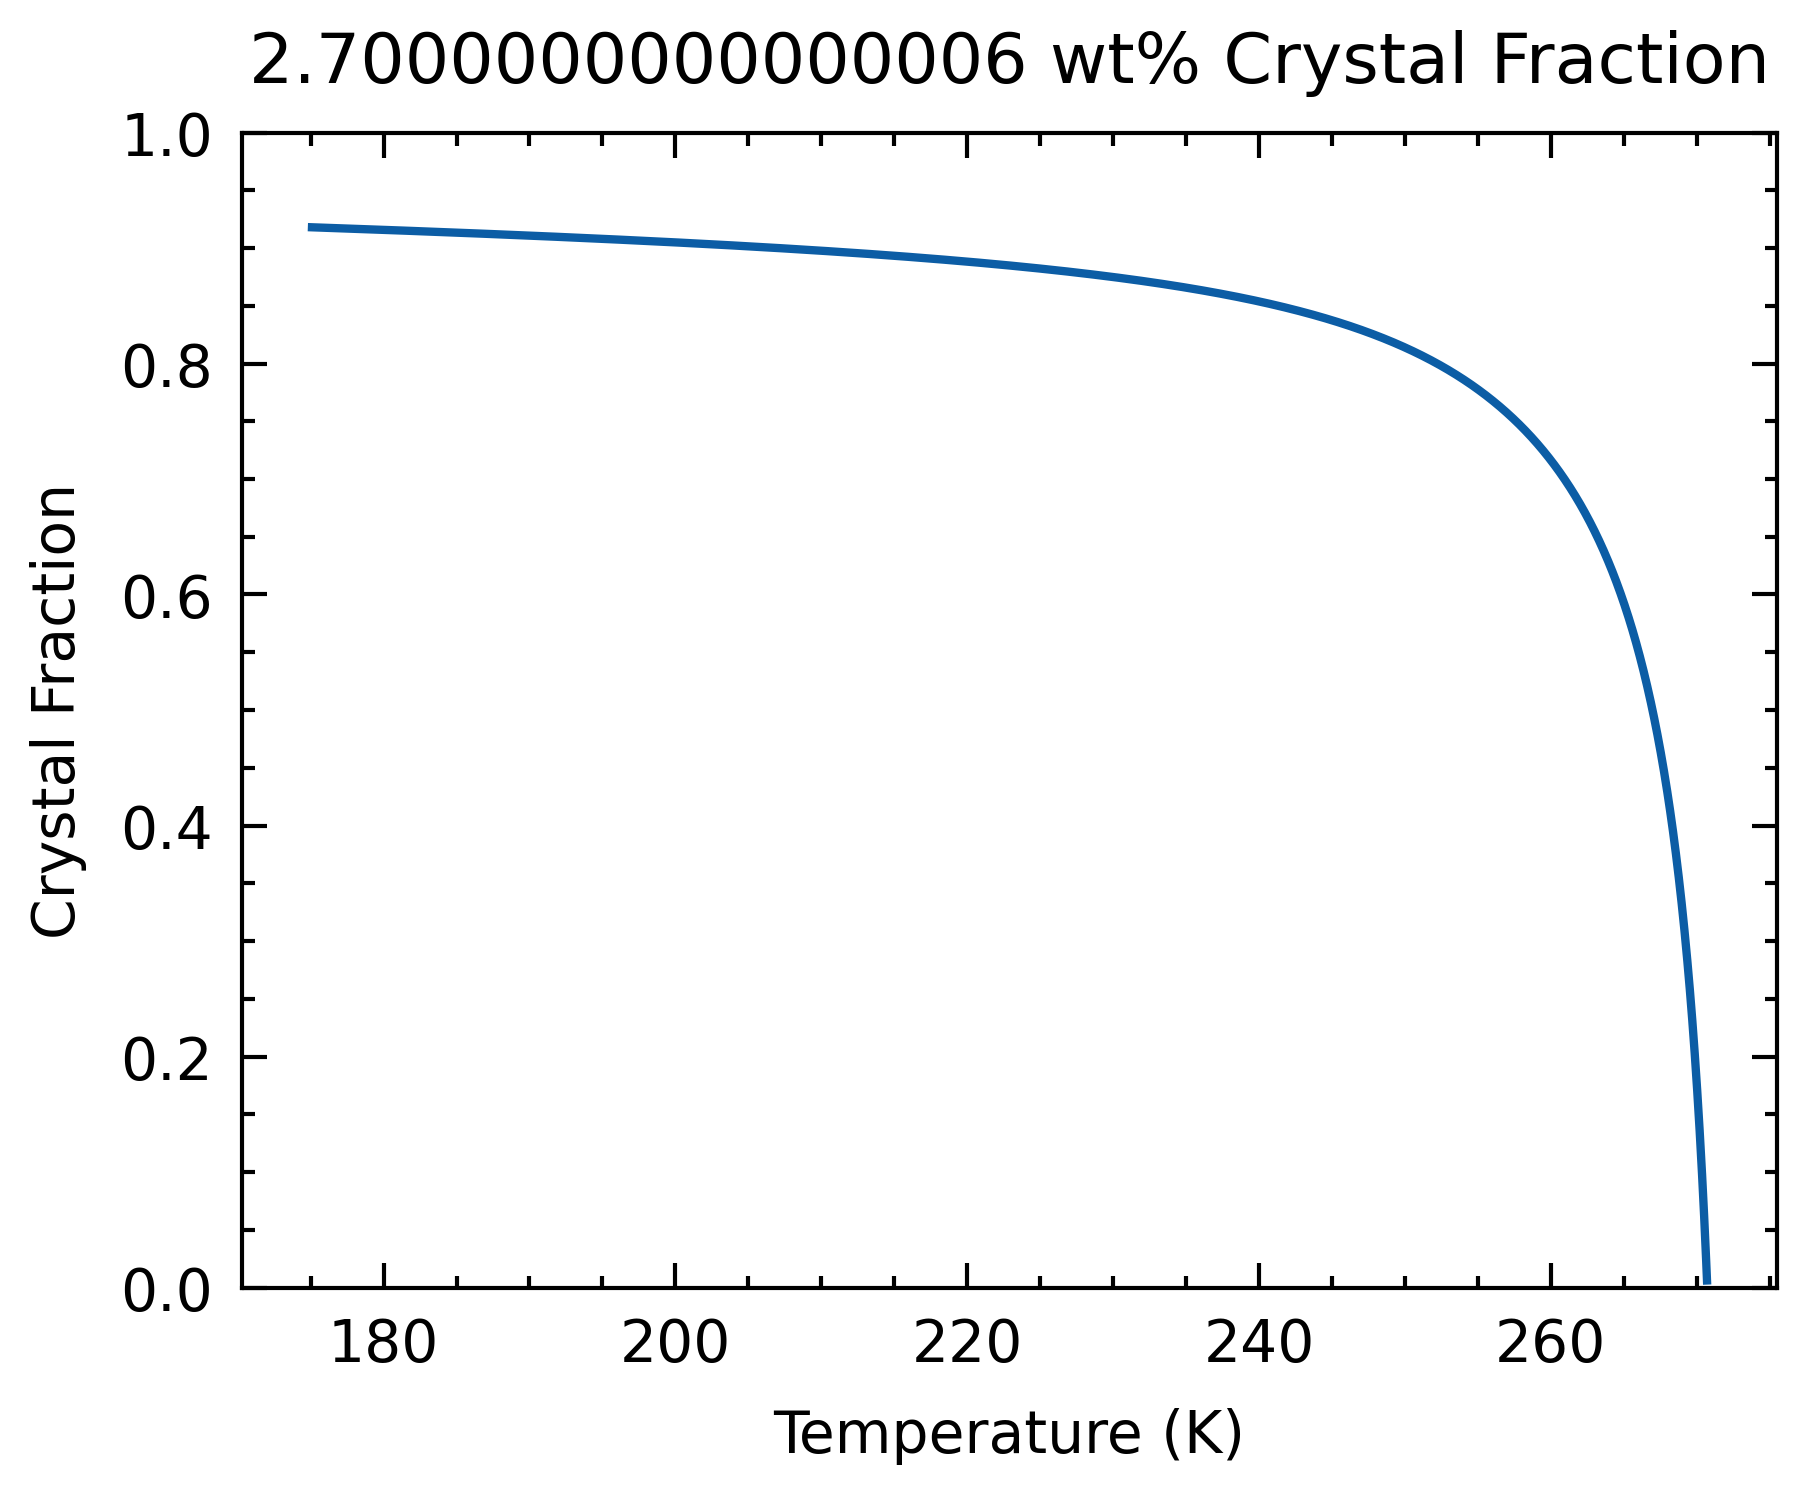 2.7000000000000006 wt% Crystal Fraction
1.0
0.8
0.6
0.4
0.2
0.0
Crystal Fraction
180 200 220 240 260
Temperature (K)